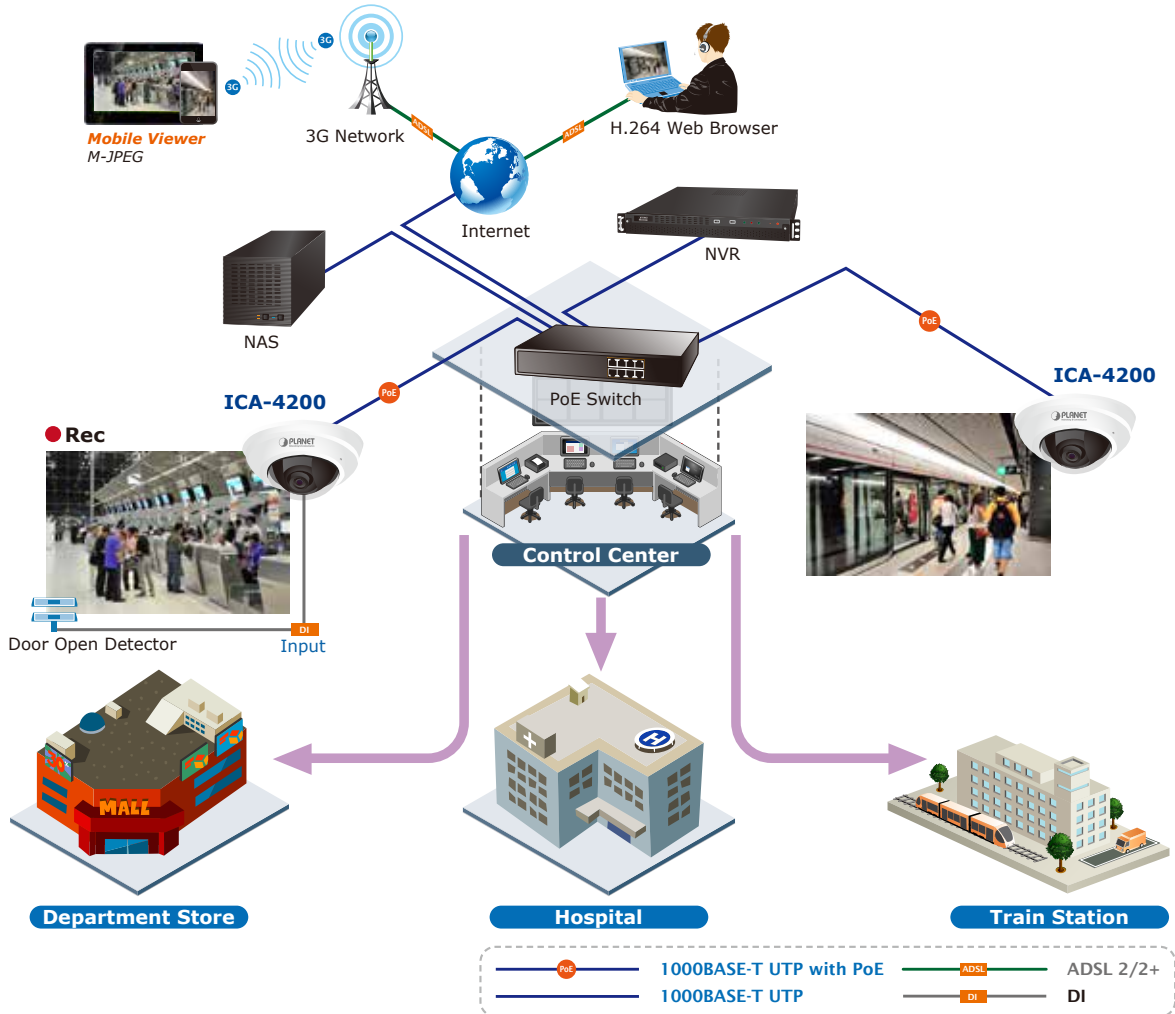 3G
3G
Mobile Viewer
M-JPEG
3G Network
ADSL
ADSL
H.264 Web Browser
Internet
NVR
NAS
PoE
PoE
PoE Switch
ICA-4200
ICA-4200
PLANET
PLANET
Rec
Control Center
DI
Door Open Detector
Input
MALL
H
Department Store
Hospital
Train Station
PoE
1000BASE-T UTP with PoE
ADSL
ADSL 2/2+
1000BASE-T UTP
DI
DI